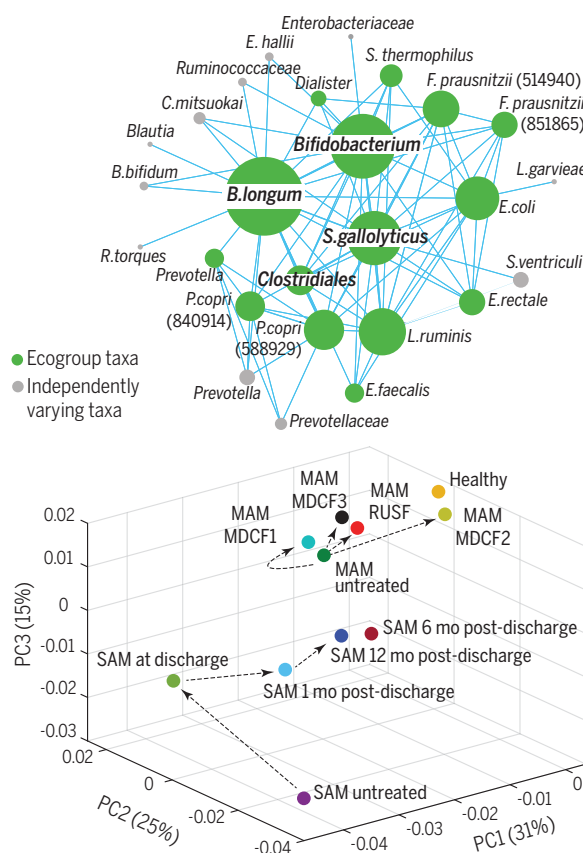 Enterobacteriaceae
E. hallii
S. thermophilus
Ruminococcaceae
Dialister
F. prausnitzii (514940)
C.mitsuokai
F. prausnitzii
(851865)
Blautia
Bifidobacterium
L.garvieae
B.bifidum
B.longum
E.coli
S.gallolyticus
R.torques
S.ventriculi
Prevotella
Clostridiales
E.rectale
P.copri
(840914)
P.copri
(588929)
L.ruminis
Ecogroup taxa
Independently
varying taxa
Prevotella
E.faecalis
Prevotellaceae
0.02
0.01
0
-0.01
-0.02
-0.03
PC3 (15%)
MAM
MDCF3
MAM
RUSF
Healthy
MAM
MDCF1
MAM
MDCF2
MAM
untreated
SAM 6 mo post-discharge
SAM at discharge
SAM 12 mo post-discharge
SAM 1 mo post-discharge
SAM untreated
0.02
0
-0.02
-0.04
PC2 (25%)
-0.04
-0.03
-0.02
-0.01
0
PC1 (31%)